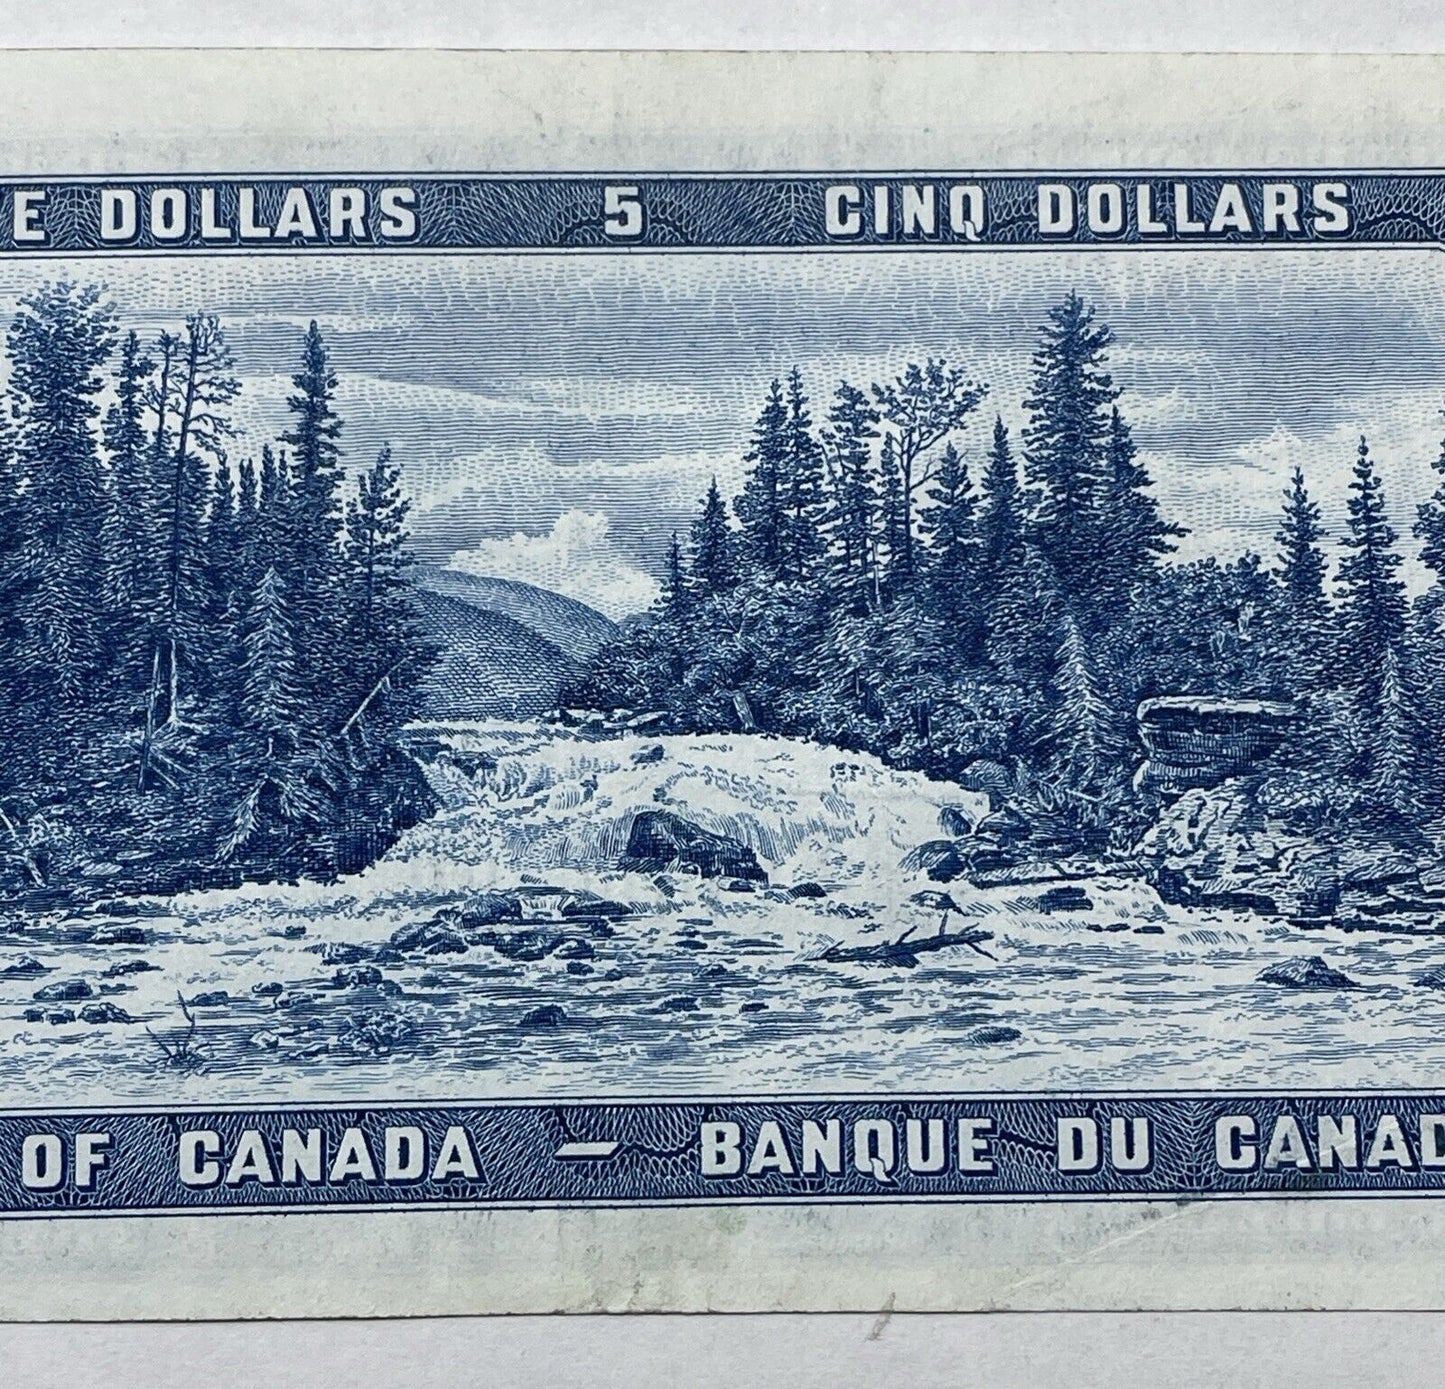 E DOLLARS 5 CINQ DOLLARS
OF CANADA – BANQUE DU CANAD